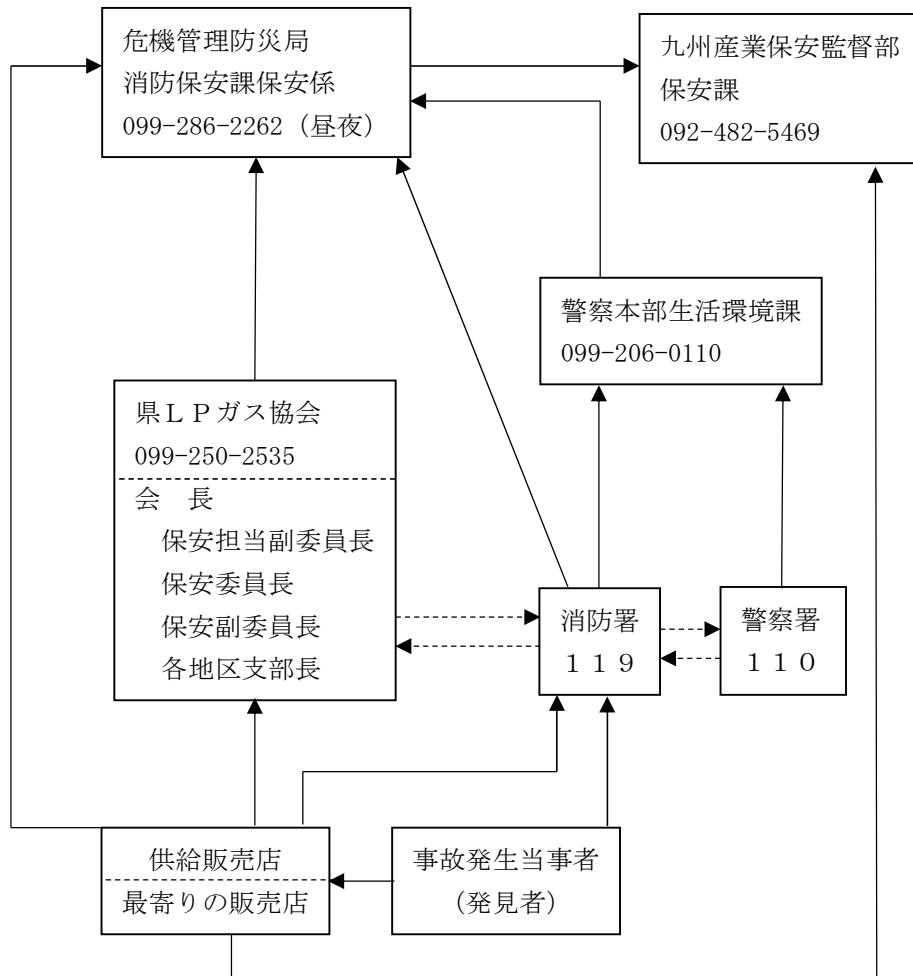 危機管理防災局
消防保安課保安係
099-286-2262（昼夜）
九州産業保安監督部
保安課
092-482-5469
警察本部生活環境課
099-206-0110
県ＬＰガス協会
099-250-2535
会　長
保安担当副委員長
保安委員長
保安副委員長
各地区支部長
消防署
１１９
警察署
１１０
供給販売店
最寄りの販売店
事故発生当事者
（発見者）